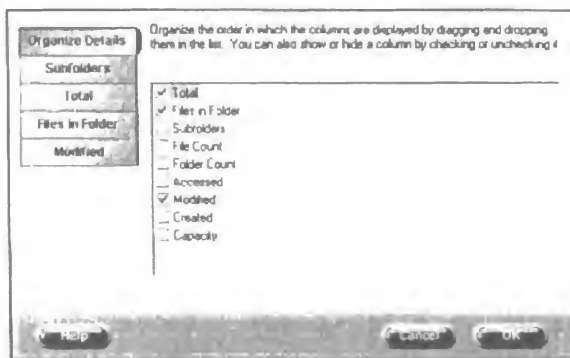 Organize Details
Subfolders
Total
Files in Folder
Modified
Organize the order in which the columns are displayed by dragging and dropping
them in the list. You can also show or hide a column by checking or unchecking it
Total
Files in Folder
Subfolders
File Count
Folder Count
Accessed
Modified
Created
Capacity
Help
Cancel
OK